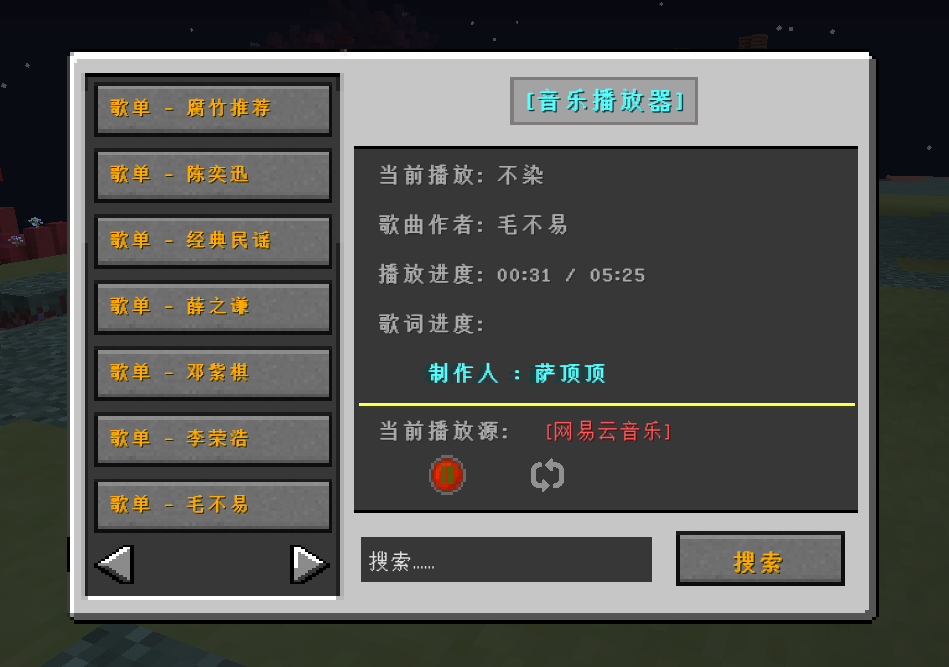 歌单 - 腐竹推荐
歌单 - 陈奕迅
歌单 - 经典民谣
歌单 - 薛之谦
歌单 - 邓紫棋
歌单 - 李荣浩
歌单 - 毛不易
[音乐播放器]
当前播放: 不染
歌曲作者: 毛不易
播放进度: 00:31 / 05:25
歌词进度:
制作人 : 萨顶顶
当前播放源: [网易云音乐]
搜索……
搜索